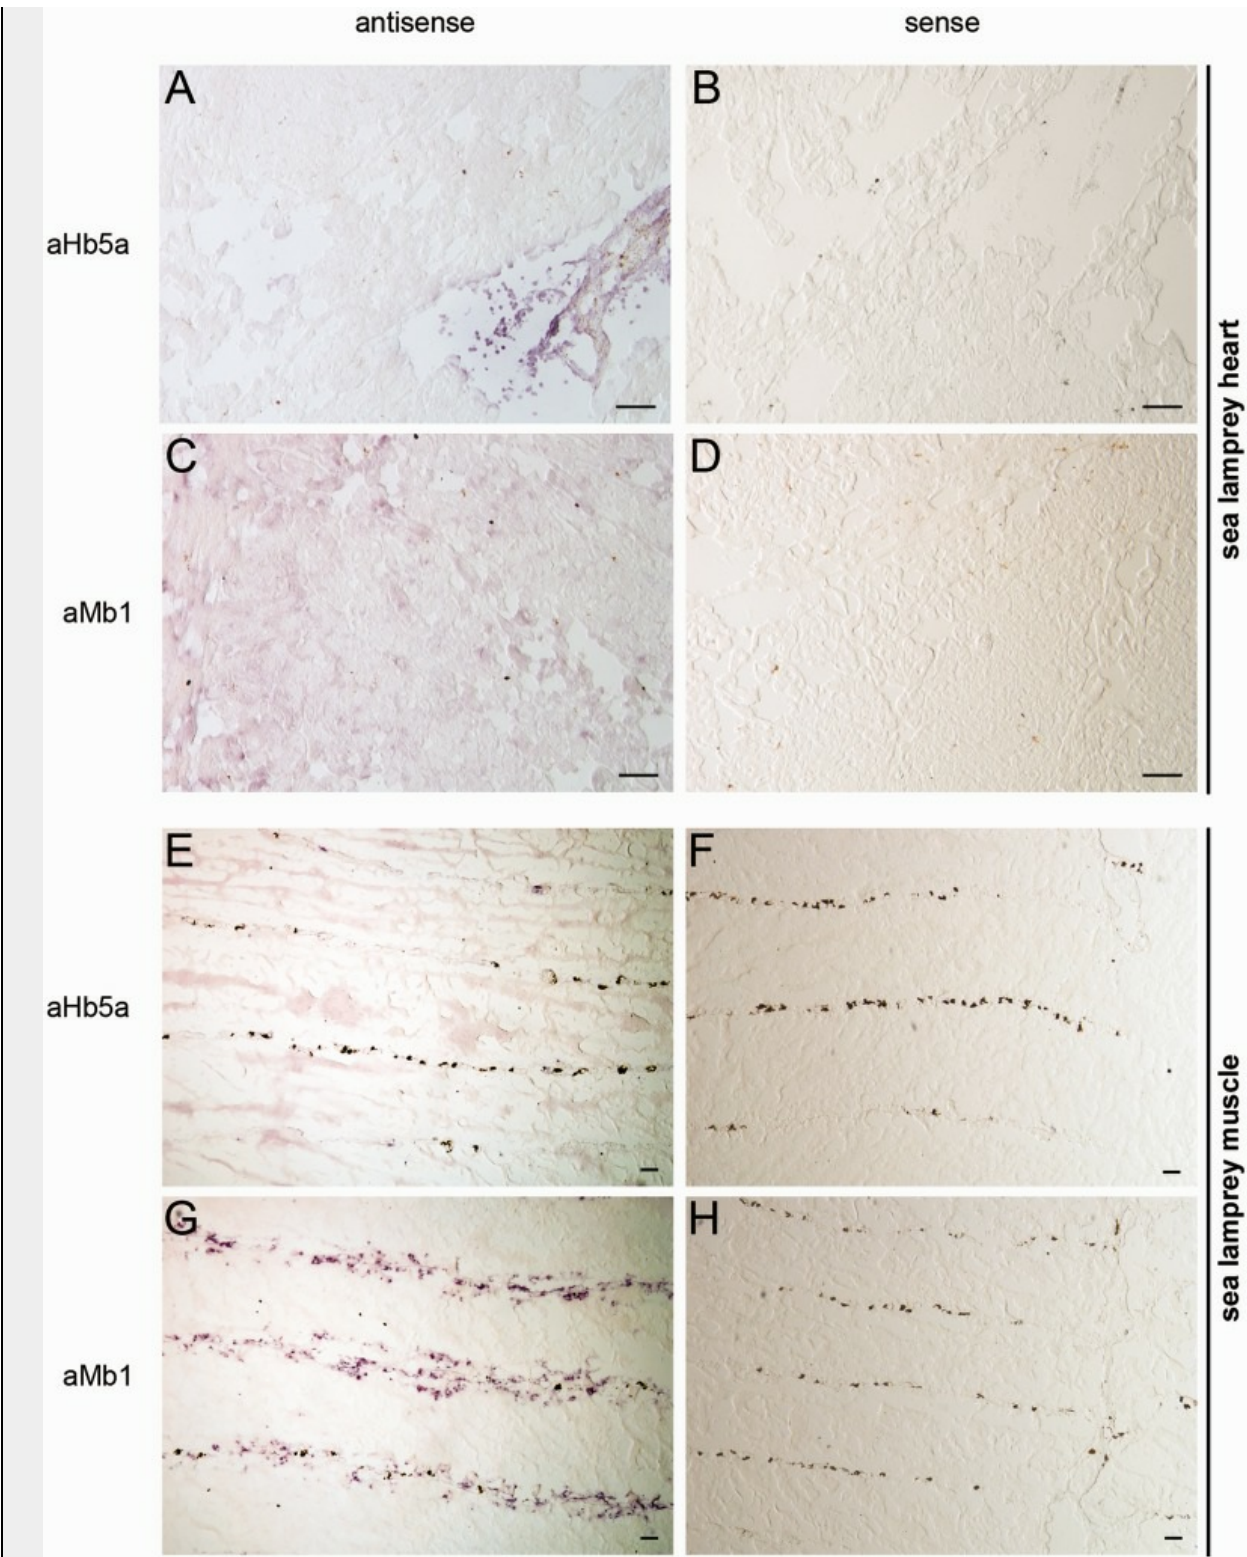 antisense
sense
A
B
aHb5a
C
D
aMb1
sea lamprey heart
E
F
aHb5a
G
H
aMb1
sea lamprey muscle